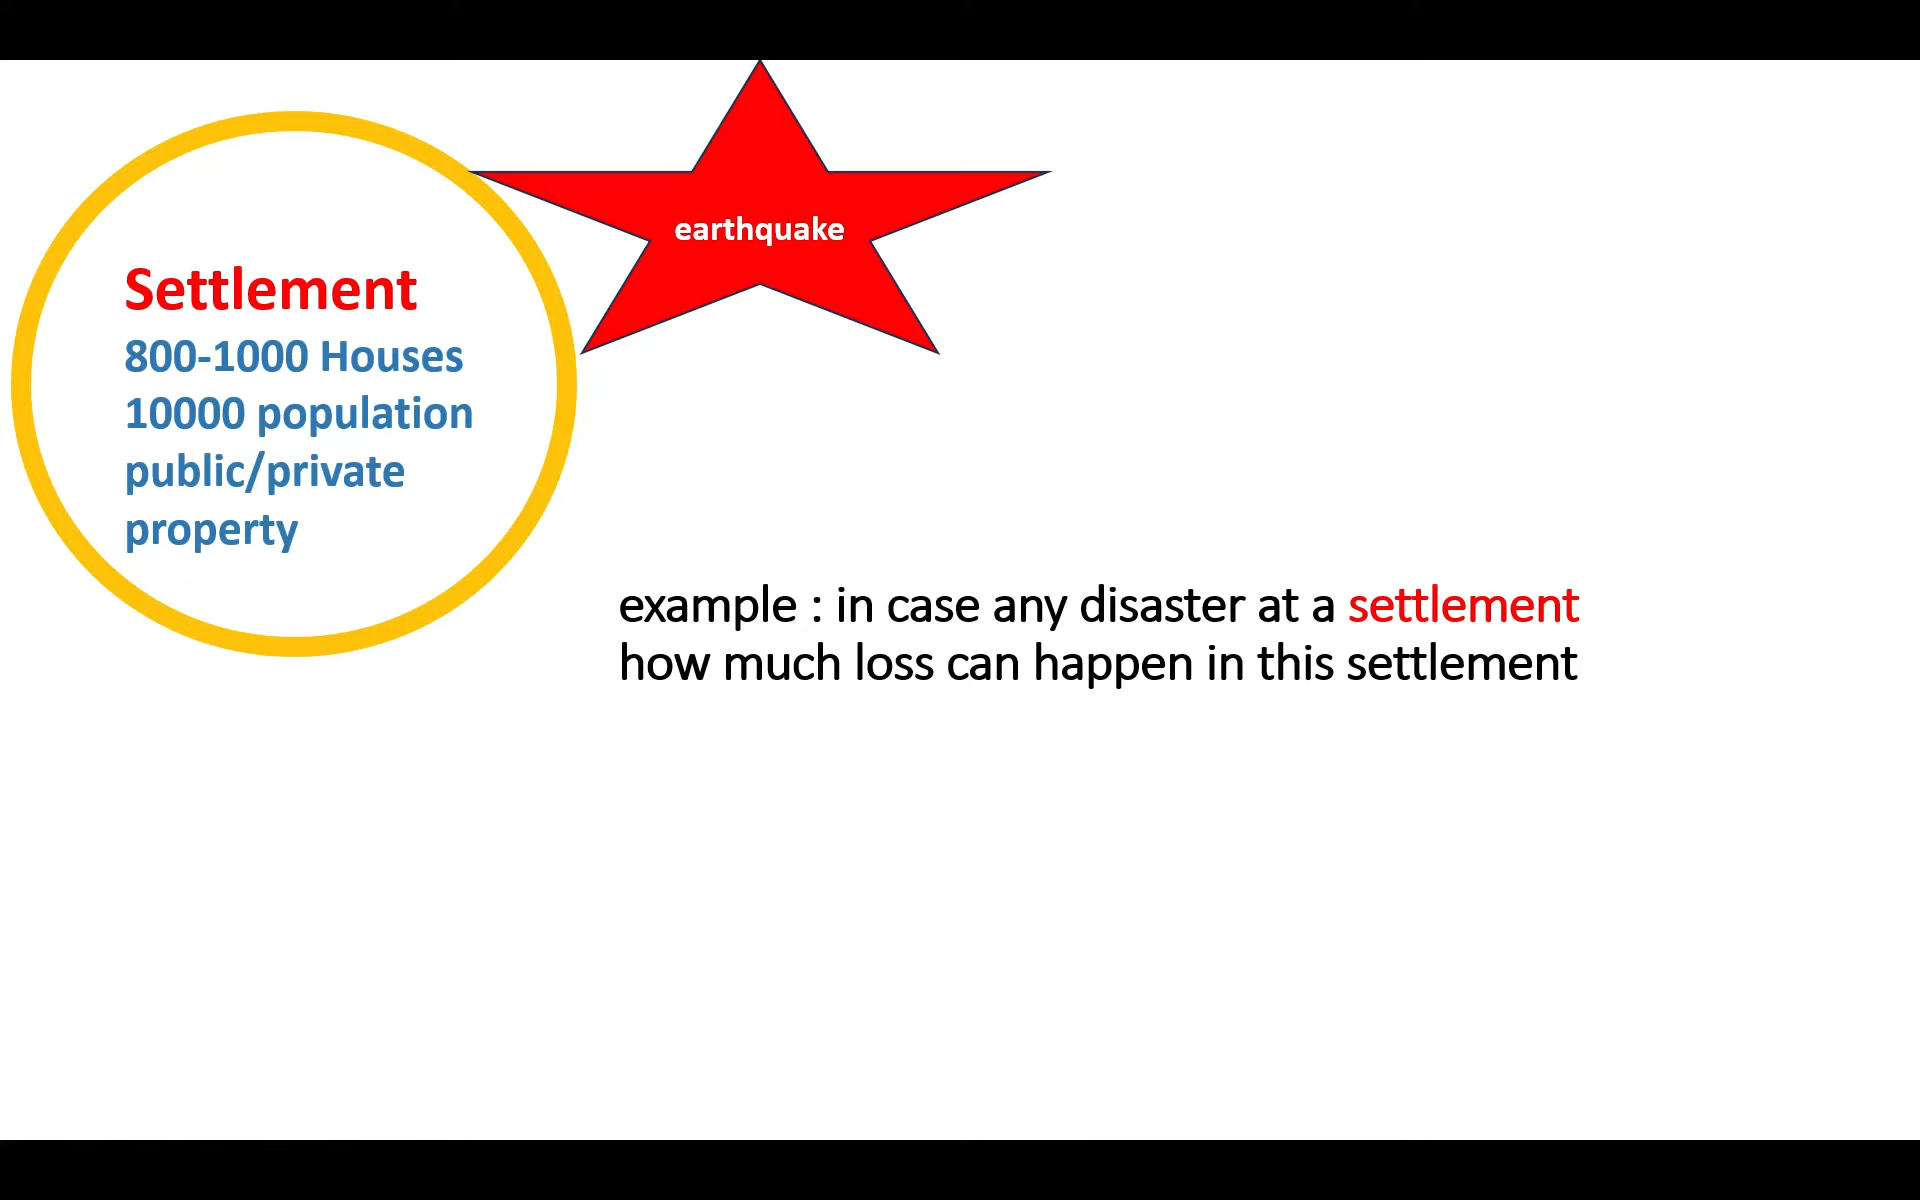 earthquake
Settlement
800-1000 Houses
10000 population
public/private
property
example : in case any disaster at a settlement
how much loss can happen in this settlement